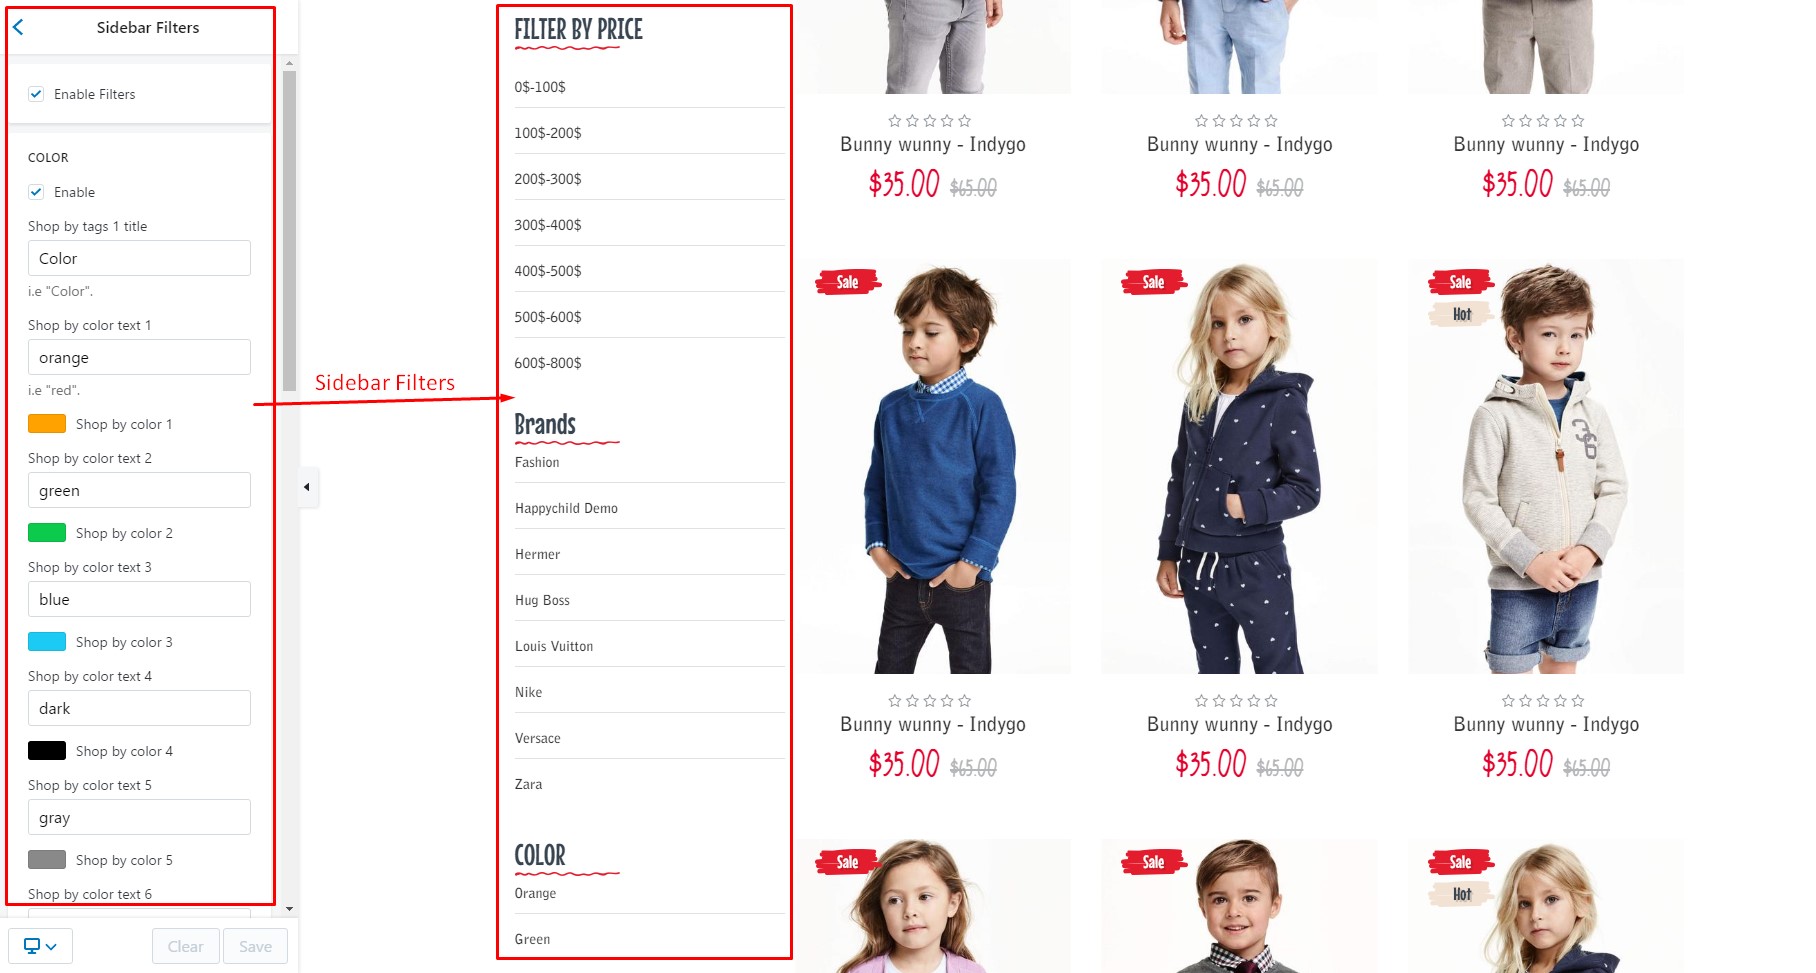 Sidebar Filters
Enable Filters
COLOR
Enable
Shop by tags 1 title
Color
i.e "Color".
Shop by color text 1
orange
i.e "red".
Shop by color 1
Shop by color text 2
green
Shop by color 2
Shop by color text 3
blue
Shop by color 3
Shop by color text 4
dark
Shop by color 4
Shop by color text 5
gray
Shop by color 5
Shop by color text 6
Clear
Save
Sidebar Filters
FILTER BY PRICE
0$-100$
100$-200$
200$-300$
300$-400$
400$-500$
500$-600$
600$-800$
Brands
Fashion
Happychild Demo
Hermer
Hug Boss
Louis Vuitton
Nike
Versace
Zara
COLOR
Orange
Green
Bunny wunny - Indygo
$35.00 $65.00
Bunny wunny - Indygo
$35.00 $65.00
Bunny wunny - Indygo
$35.00 $65.00
Sale
Sale
Sale
Hot
Bunny wunny - Indygo
$35.00 $65.00
Bunny wunny - Indygo
$35.00 $65.00
Bunny wunny - Indygo
$35.00 $65.00
Sale
Sale
Sale
Hot